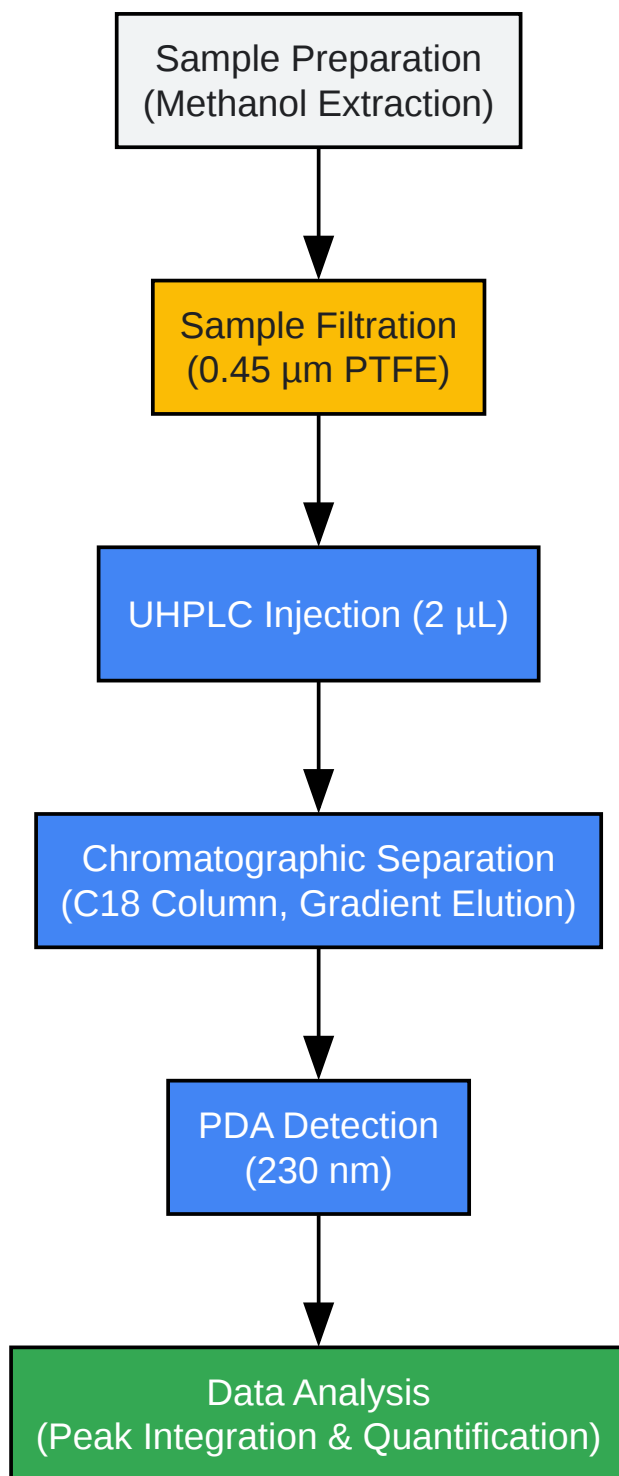 Sample Preparation
(Methanol Extraction)
Sample Filtration
(0.45 µm PTFE)
UHPLC Injection (2 µL)
Chromatographic Separation
(C18 Column, Gradient Elution)
PDA Detection
(230 nm)
Data Analysis
(Peak Integration & Quantification)